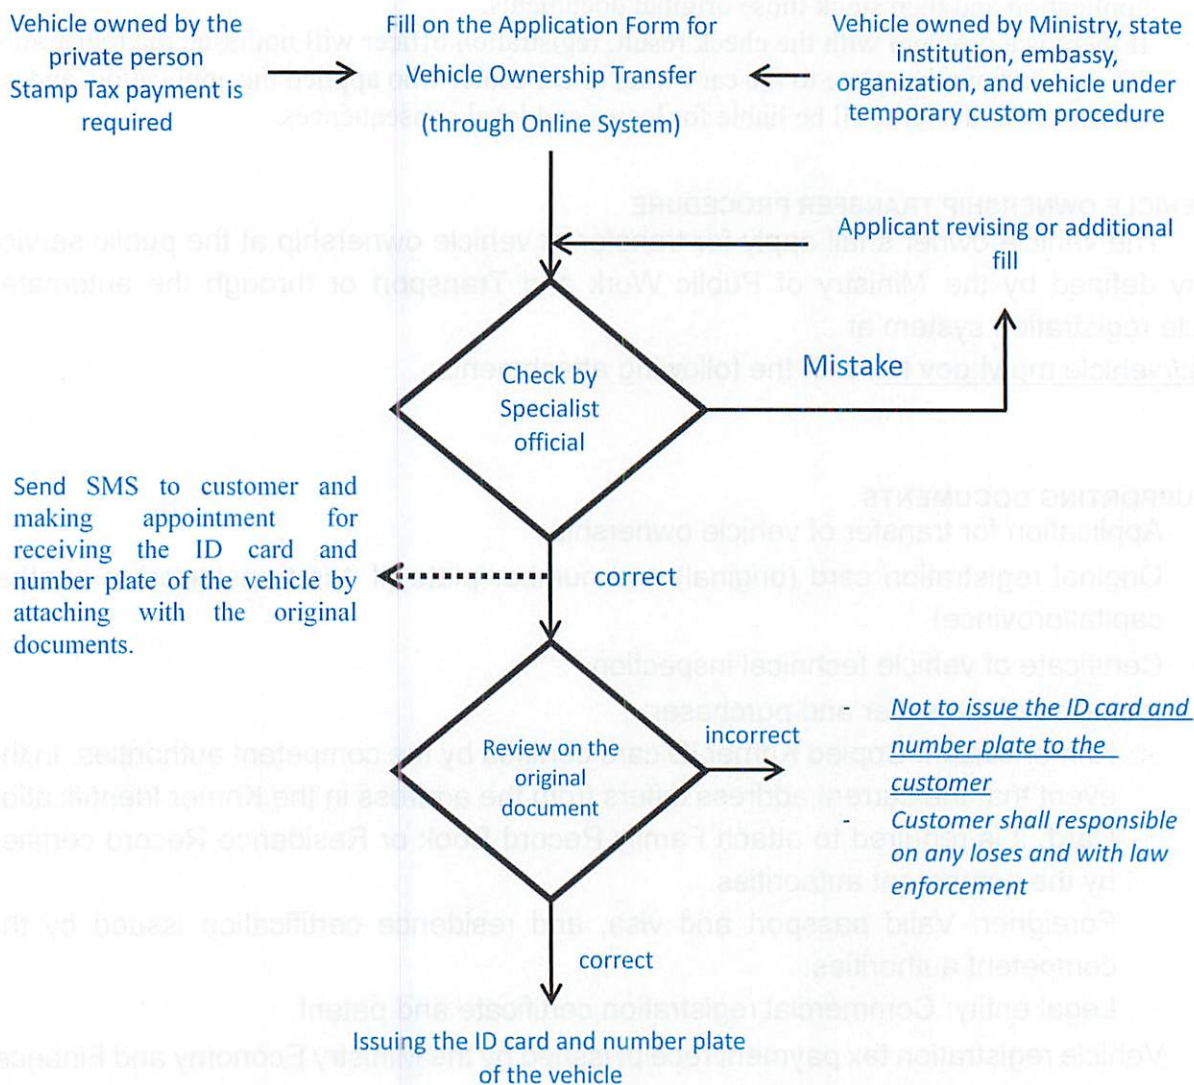 Vehicle owned by the
private person
Stamp Tax payment is
required
Fill on the Application Form for
Vehicle Ownership Transfer
(through Online System)
Vehicle owned by Ministry, state
institution, embassy,
organization, and vehicle under
temporary custom procedure
Applicant revising or additional
fill
Mistake
Check by
Specialist
official
Send SMS to customer and
making appointment for
receiving the ID card and
number plate of the vehicle by
attaching with the original
documents.
correct
Review on the
original
document
incorrect
- Not to issue the ID card and
number plate to the
customer
- Customer shall responsible
on any loses and with law
enforcement
correct
Issuing the ID card and number plate
of the vehicle